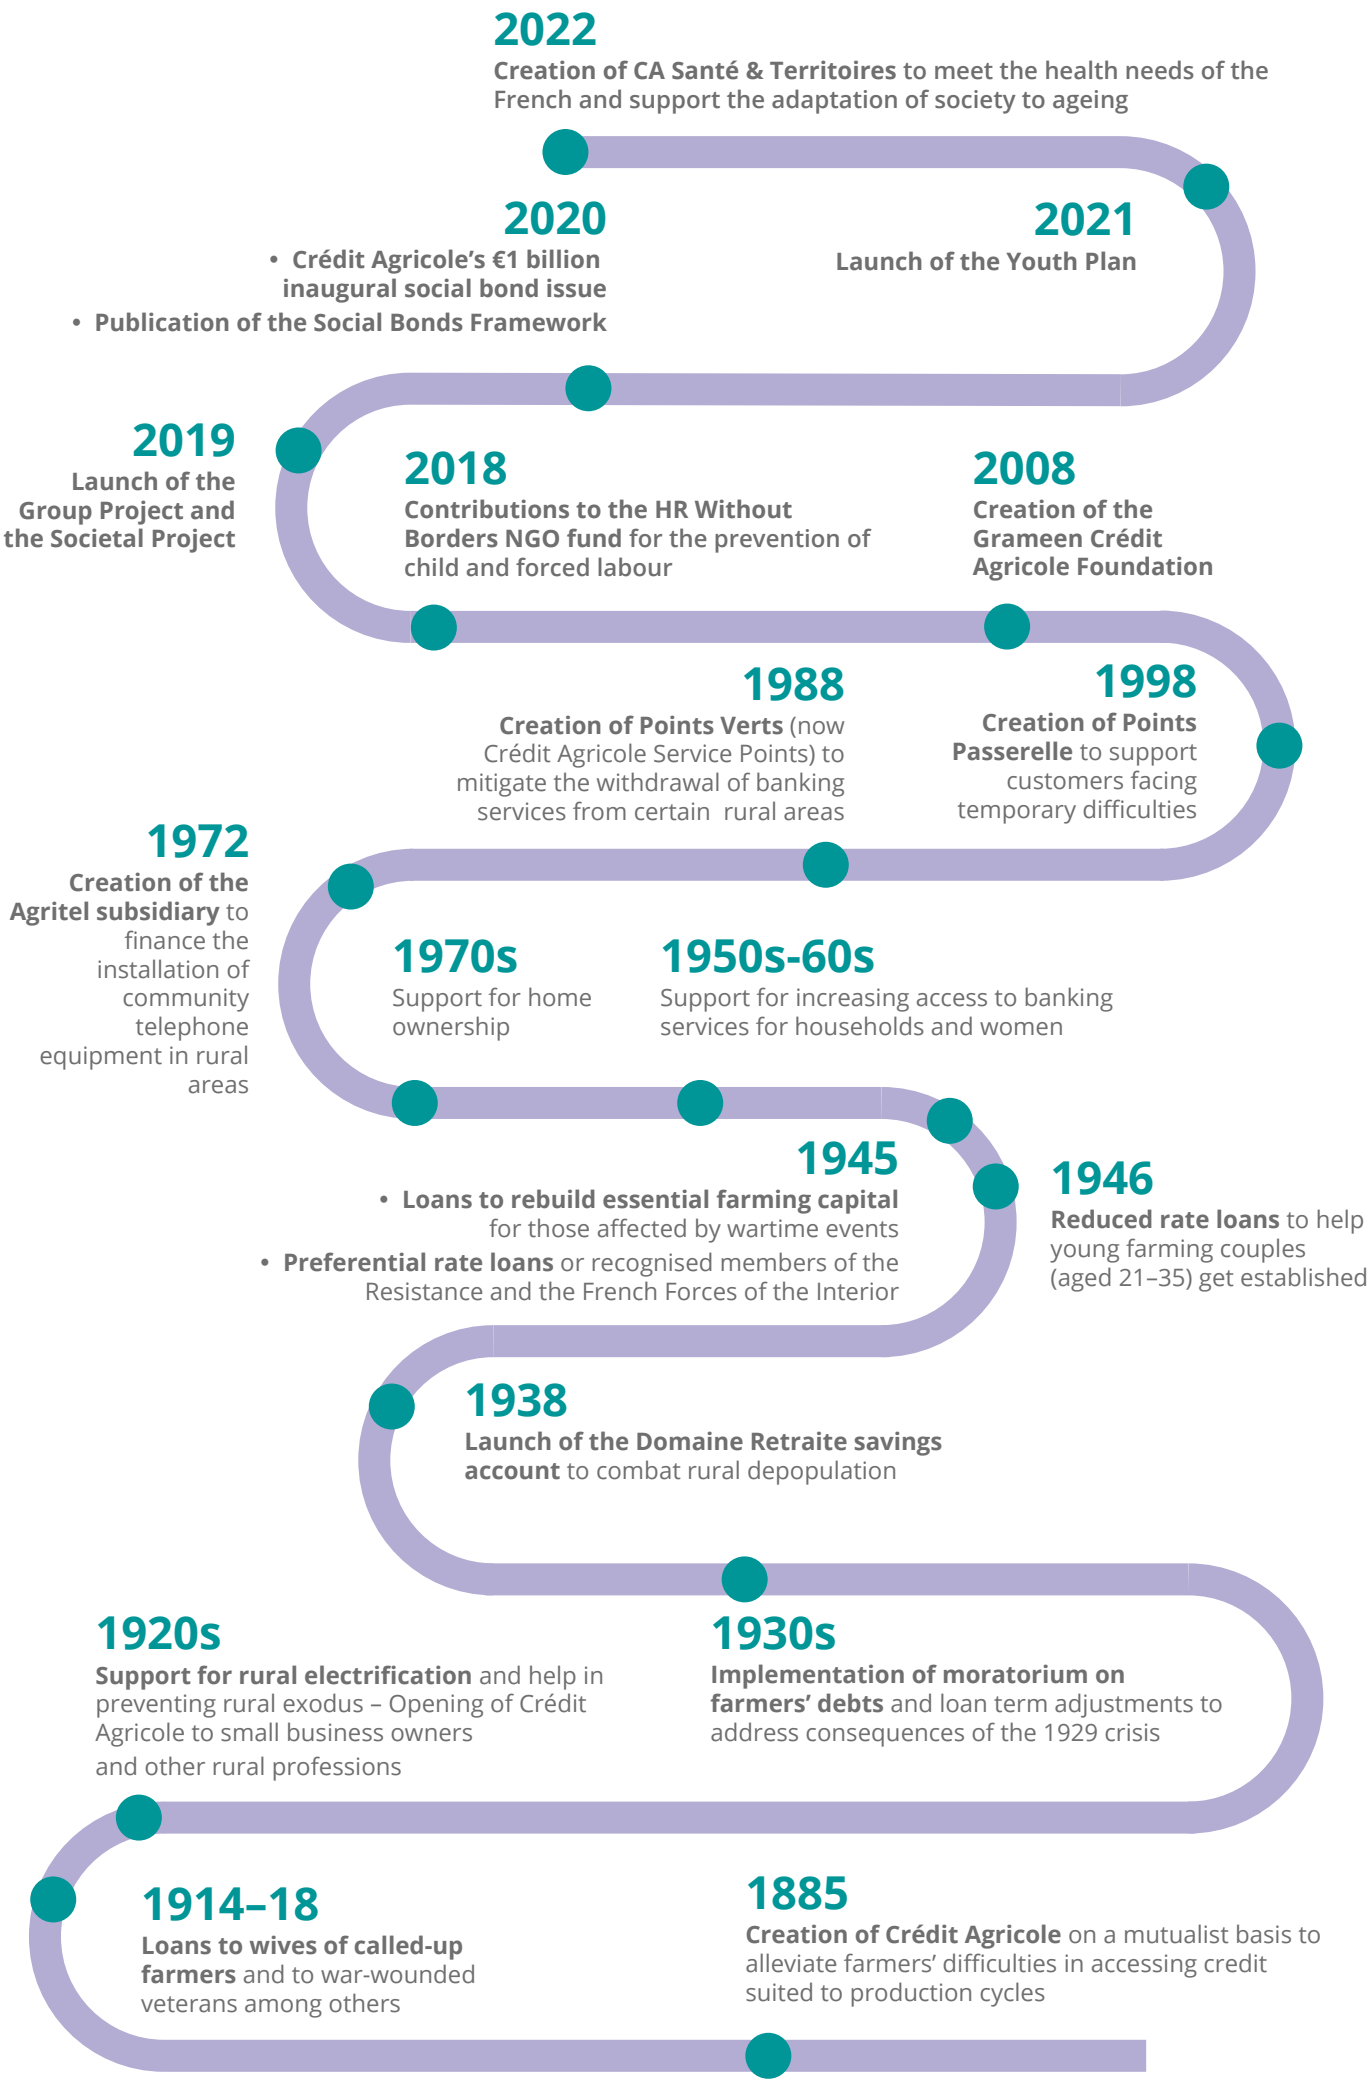 2022
Creation of CA Santé & Territoires to meet the health needs of the
French and support the adaptation of society to ageing
2021
Launch of the Youth Plan
2020
• Crédit Agricole’s €1 billion
inaugural social bond issue
• Publication of the Social Bonds Framework
2019
Launch of the
Group Project and
the Societal Project
2018
Contributions to the HR Without
Borders NGO fund for the prevention of
child and forced labour
2008
Creation of the
Grameen Crédit
Agricole Foundation
1998
Creation of Points
Passerelle to support
customers facing
temporary difficulties
1988
Creation of Points Verts (now
Crédit Agricole Service Points) to
mitigate the withdrawal of banking
services from certain rural areas
1972
Creation of the
Agritel subsidiary to
finance the
installation of
community
telephone
equipment in rural
areas
1970s
Support for home
ownership
1950s-60s
Support for increasing access to banking
services for households and women
1946
Reduced rate loans to help
young farming couples
(aged 21–35) get established
1945
• Loans to rebuild essential farming capital
for those affected by wartime events
• Preferential rate loans or recognised members of the
Resistance and the French Forces of the Interior
1938
Launch of the Domaine Retraite savings
account to combat rural depopulation
1930s
Implementation of moratorium on
farmers’ debts and loan term adjustments to
address consequences of the 1929 crisis
1920s
Support for rural electrification and help in
preventing rural exodus – Opening of Crédit
Agricole to small business owners
and other rural professions
1914–18
Loans to wives of called-up
farmers and to war-wounded
veterans among others
1885
Creation of Crédit Agricole on a mutualist basis to
alleviate farmers’ difficulties in accessing credit
suited to production cycles